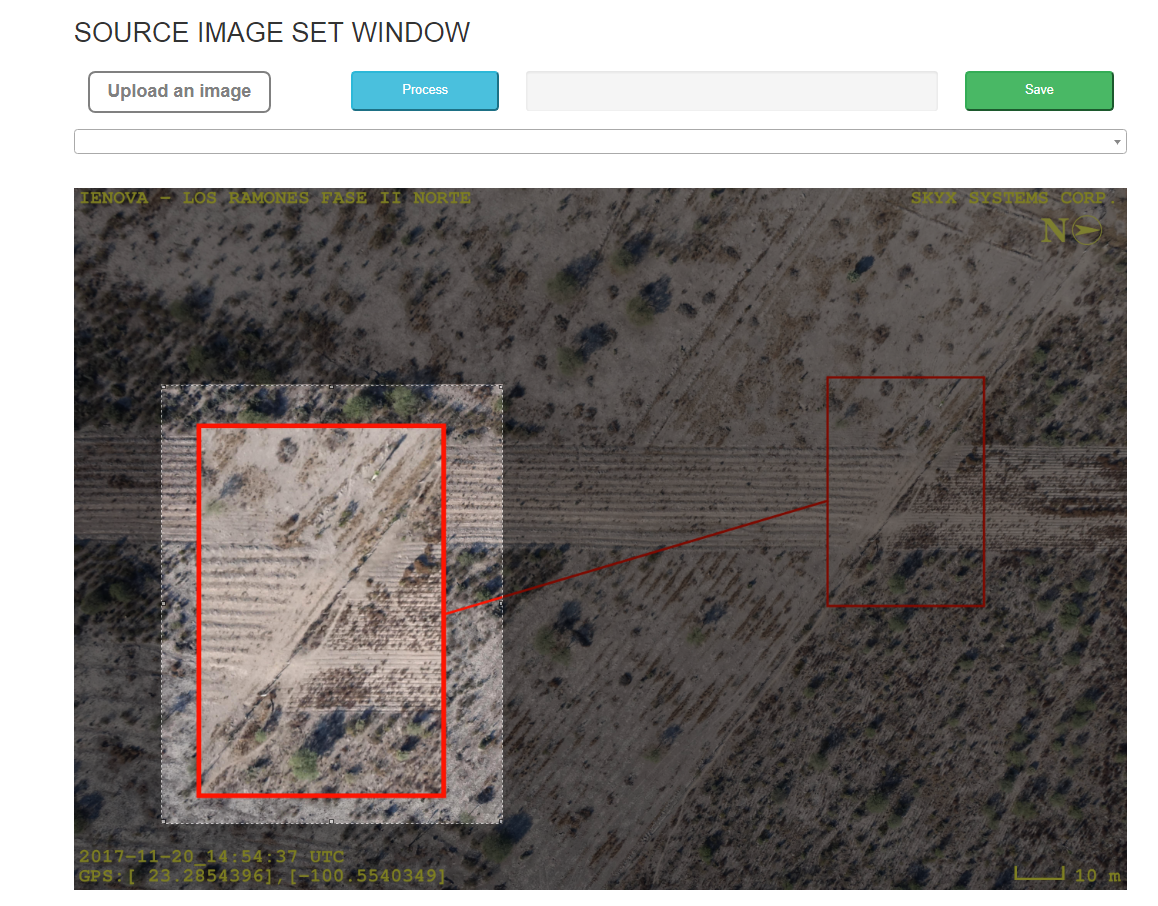 SOURCE IMAGE SET WINDOW
Upload an image
Process
Save
IENOVA - LOS RAMONES FASE II NORTE
SKYX SYSTEMS CORP.
N
2017-11-20_14:54:37 UTC
GPS:[ 23.2854396],[-100.5540349]
10 m